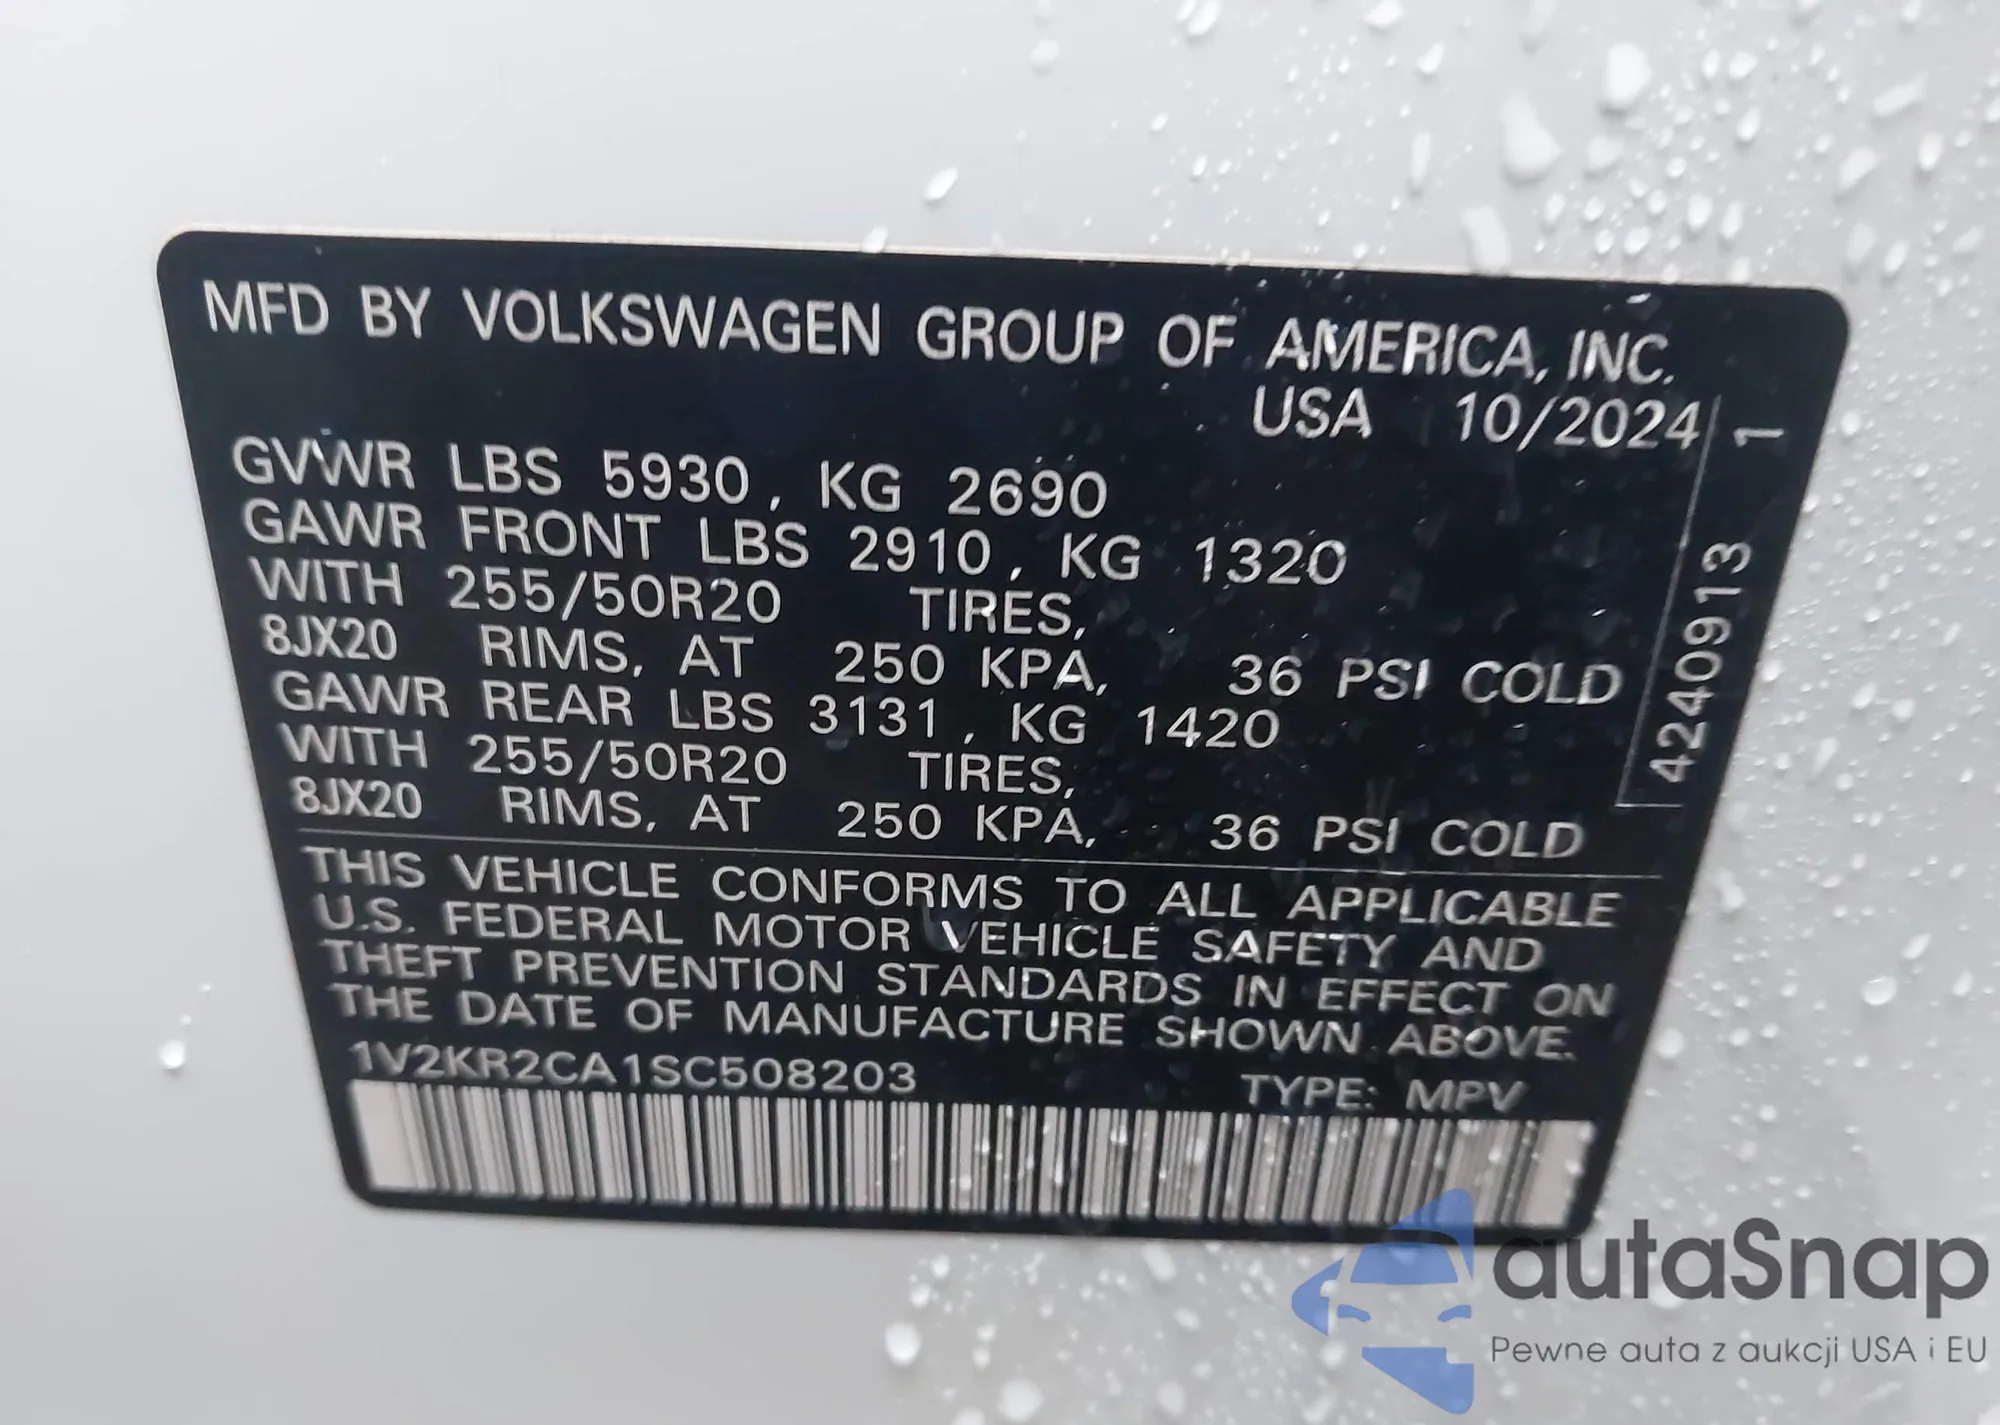 MFD BY VOLKSWAGEN GROUP OF AMERICA, INC.
USA 10/2024
GVWR LBS 5930, KG 2690
GAWR FRONT LBS 2910, KG 1320
WITH 255/50R20 TIRES,
8JX20 RIMS, AT 250 KPA, 36 PSI COLD
GAWR REAR LBS 3131, KG 1420
WITH 255/50R20 TIRES,
8JX20 RIMS, AT 250 KPA, 36 PSI COLD
4240913 1
THIS VEHICLE CONFORMS TO ALL APPLICABLE
U.S. FEDERAL MOTOR VEHICLE SAFETY AND
THEFT PREVENTION STANDARDS IN EFFECT ON
THE DATE OF MANUFACTURE SHOWN ABOVE.
1V2KR2CA1SC508203 TYPE: MPV
autaSnap
Pewne auta z aukcji USA i EU